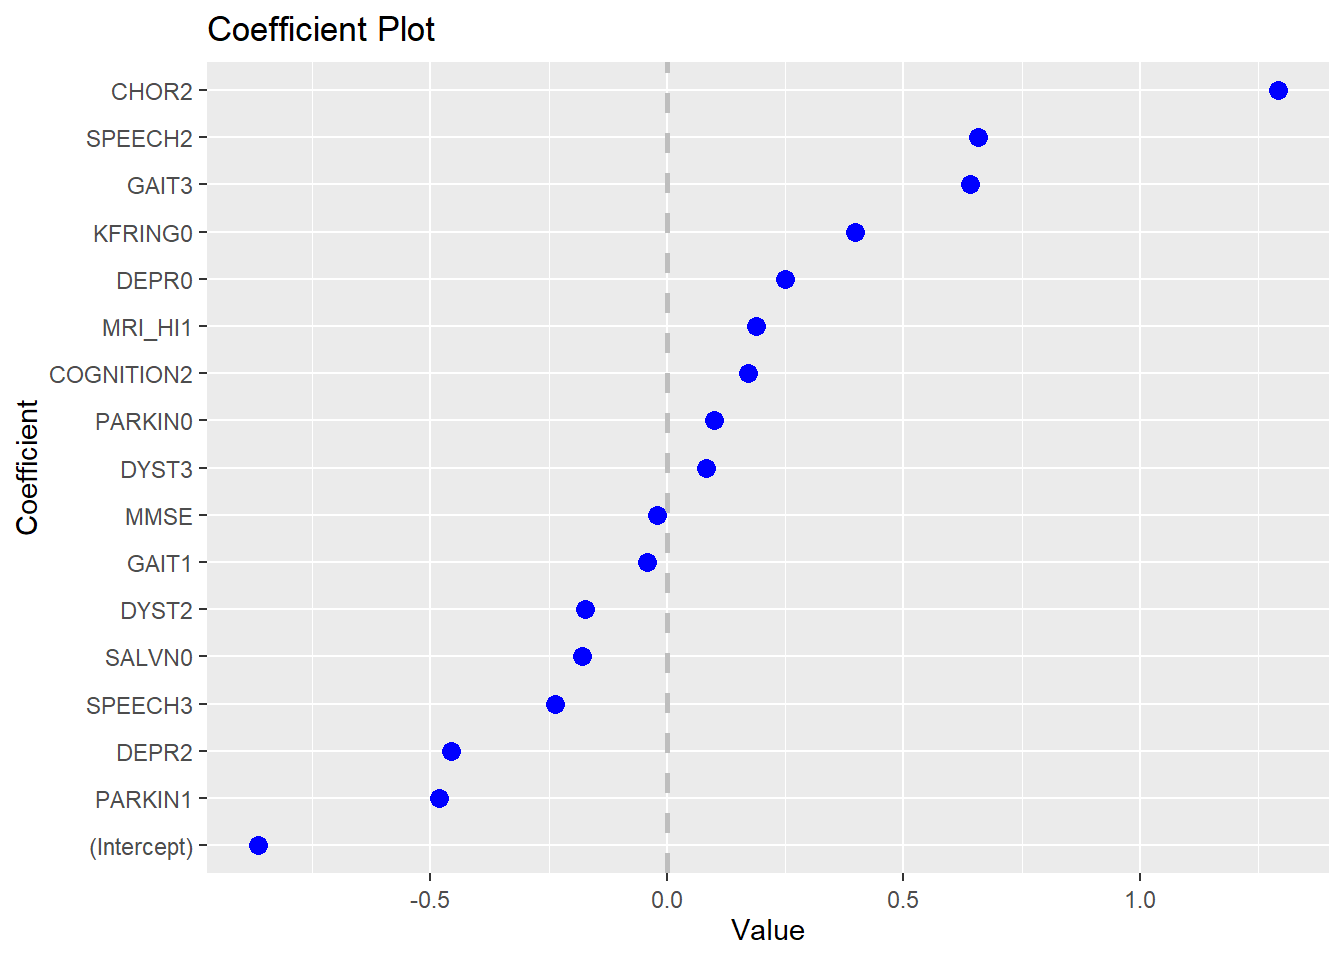 Coefficient Plot
CHOR2
SPEECH2
GAIT3
KFRING0
DEPR0
MRI_HI1
COGNITION2
PARKIN0
DYST3
MMSE
GAIT1
DYST2
SALVN0
SPEECH3
DEPR2
PARKIN1
(Intercept)
Coefficient
-0.5 0.0 0.5 1.0
Value